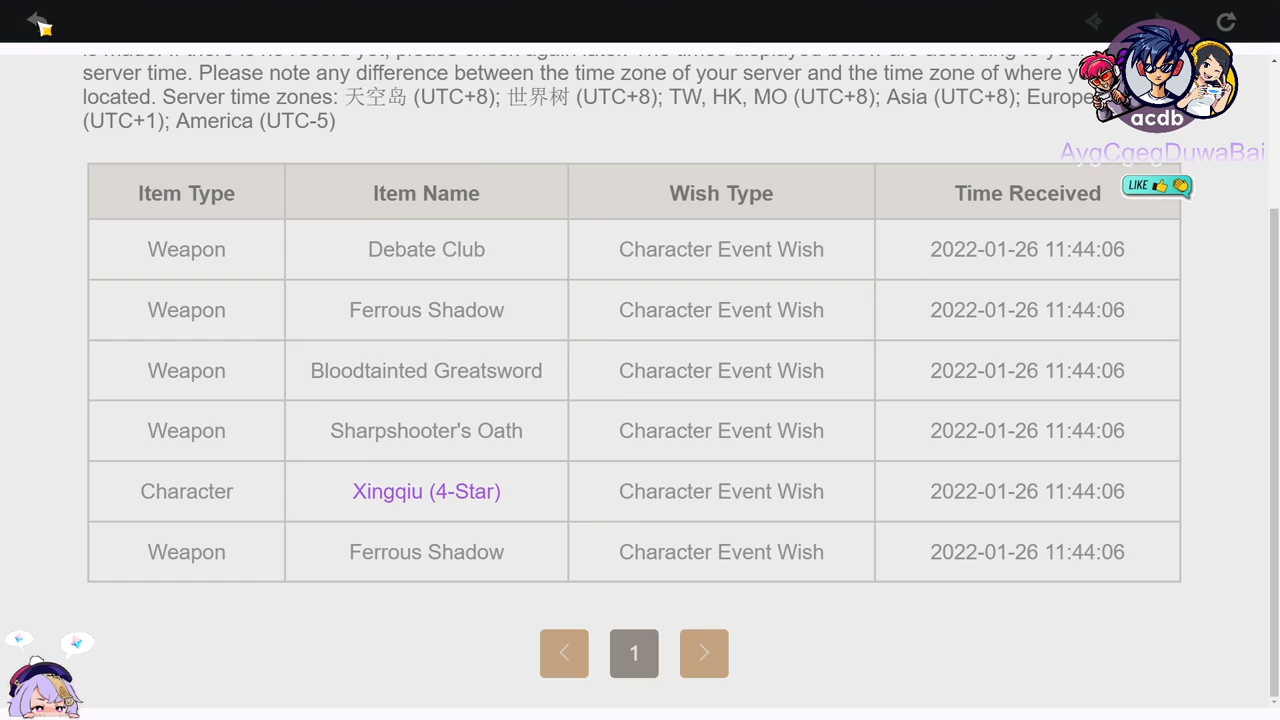 server time. Please note any difference between the time zone of your server and the time zone of where y
located. Server time zones: 天空岛 (UTC+8); 世界树 (UTC+8); TW, HK, MO (UTC+8); Asia (UTC+8); Europe
(UTC+1); America (UTC-5)
acdb
AygCgegDuwaBai
LIKE
Item Type Item Name Wish Type Time Received
Weapon Debate Club Character Event Wish 2022-01-26 11:44:06
Weapon Ferrous Shadow Character Event Wish 2022-01-26 11:44:06
Weapon Bloodtainted Greatsword Character Event Wish 2022-01-26 11:44:06
Weapon Sharpshooter's Oath Character Event Wish 2022-01-26 11:44:06
Character Xingqiu (4-Star) Character Event Wish 2022-01-26 11:44:06
Weapon Ferrous Shadow Character Event Wish 2022-01-26 11:44:06
1